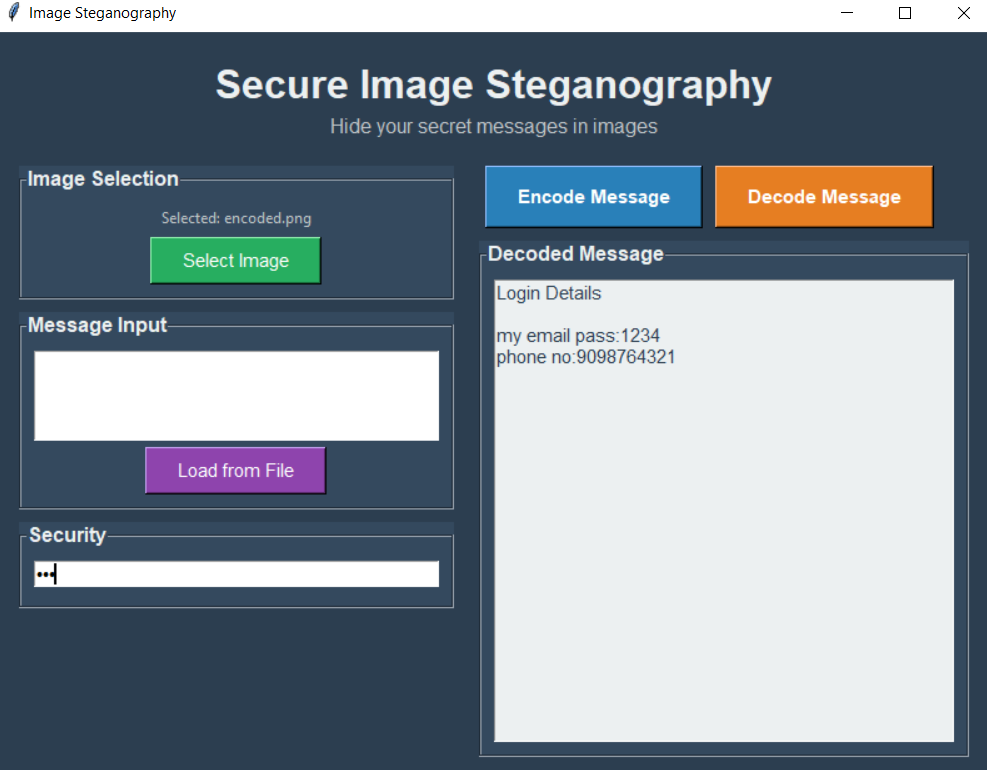 Image Steganography
Secure Image Steganography
Hide your secret messages in images
Image Selection
Selected: encoded.png
Select Image
Message Input
Load from File
Security
•••
Encode Message
Decode Message
Decoded Message
Login Details
my email pass:1234
phone no:9098764321